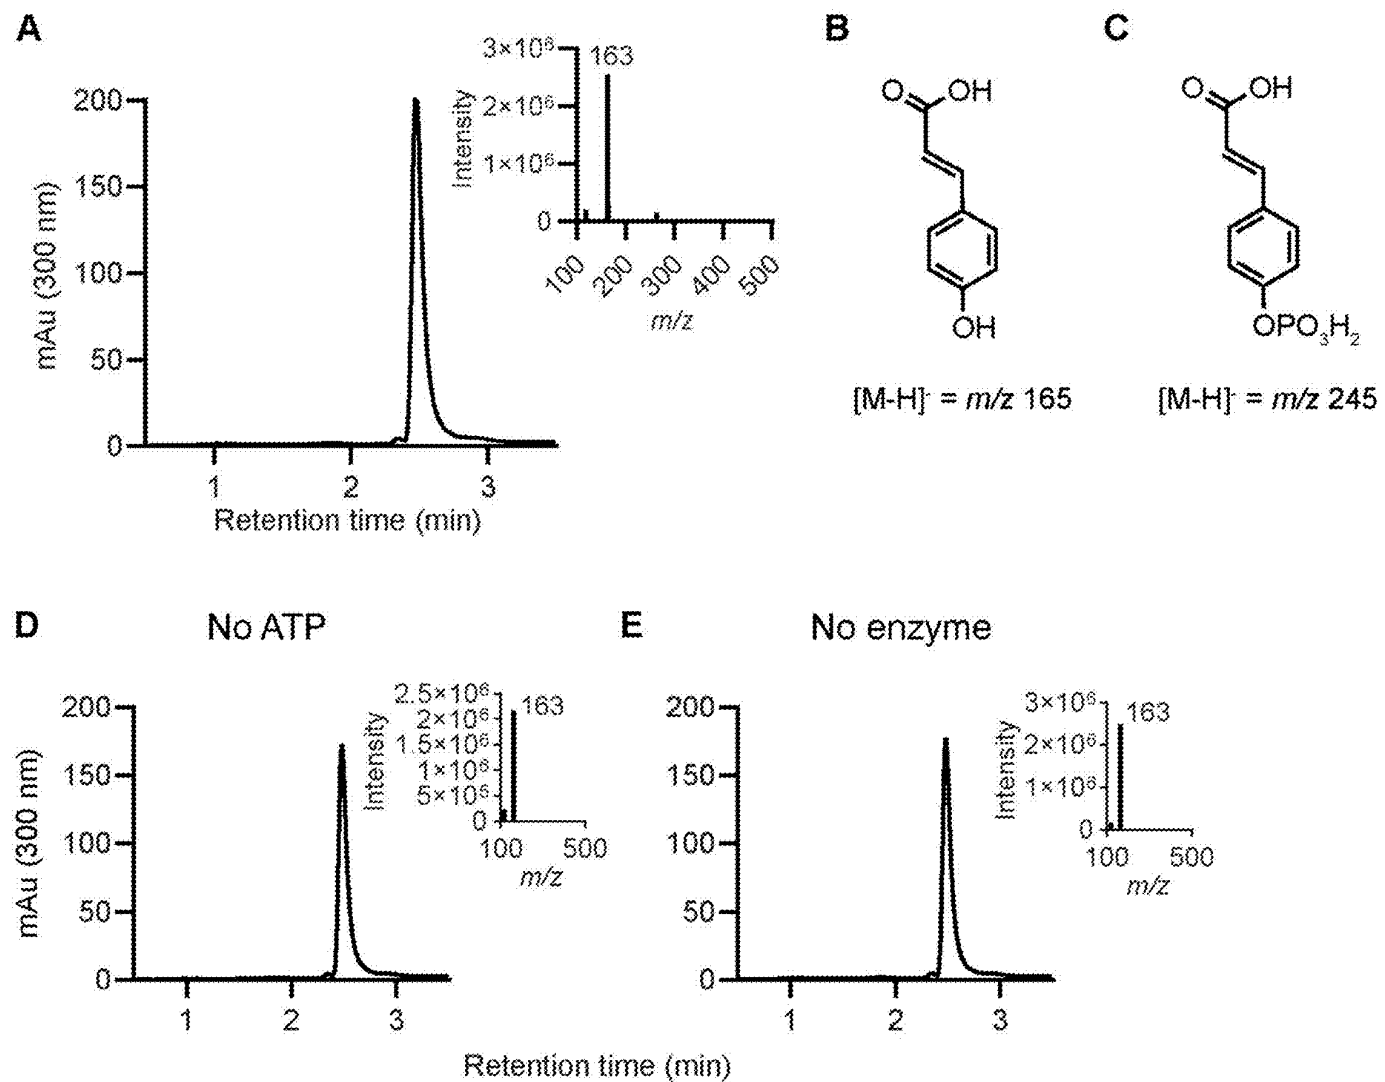 A
B
C
3×10⁶
163
2×10⁶
1×10⁶
0
Intensity
100
200
300
400
500
m/z
200
150
100
50
0
mAu (300 nm)
1
2
3
Retention time (min)
O
OH
OH
[M-H]⁻ = m/z 165
O
OH
OPO₃H₂
[M-H]⁻ = m/z 245
D
No ATP
E
No enzyme
200
150
100
50
0
mAu (300 nm)
1
2
3
2.5×10⁶
2×10⁶
1.5×10⁶
1×10⁶
5×10⁶
0
163
Intensity
100
500
m/z
200
150
100
50
0
1
2
3
3×10⁶
2×10⁶
1×10⁶
0
163
Intensity
100
500
m/z
Retention time (min)